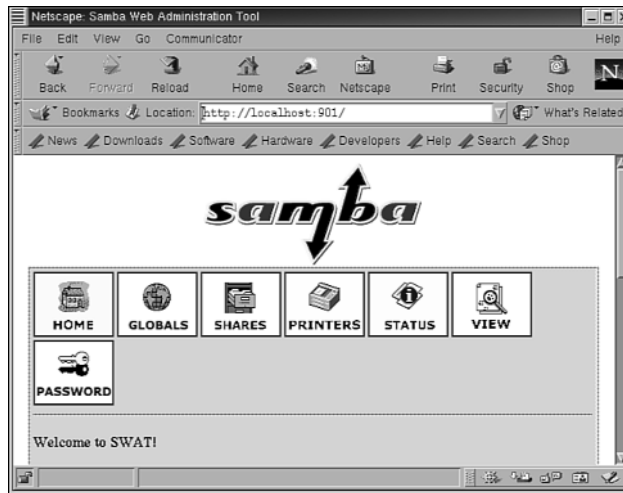 Netscape: Samba Web Administration Tool
File Edit View Go Communicator Help
Back Forward Reload Home Search Netscape Print Security Shop N
Bookmarks Location: http://localhost:901/ What's Related
News Downloads Software Hardware Developers Help Search Shop
samba
HOME GLOBALS SHARES PRINTERS STATUS VIEW
PASSWORD
Welcome to SWAT!